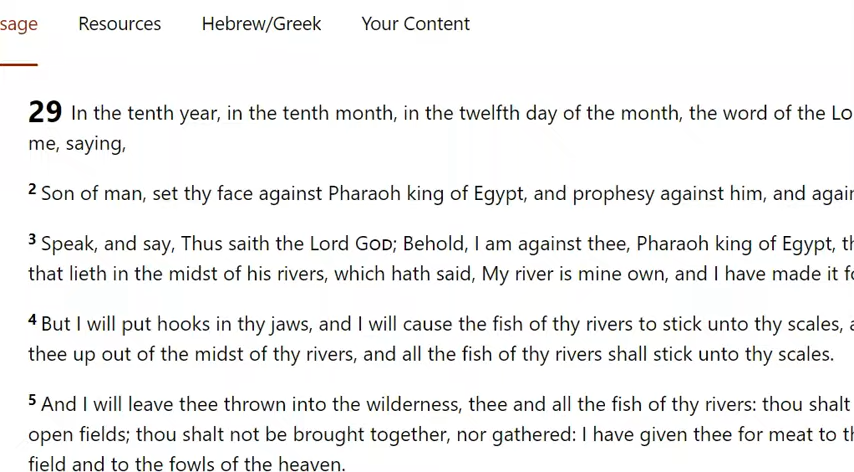 sage Resources Hebrew/Greek Your Content
29 In the tenth year, in the tenth month, in the twelfth day of the month, the word of the Lo
me, saying,
2 Son of man, set thy face against Pharaoh king of Egypt, and prophesy against him, and again
3 Speak, and say, Thus saith the Lord GOD; Behold, I am against thee, Pharaoh king of Egypt, th
that lieth in the midst of his rivers, which hath said, My river is mine own, and I have made it fo
4 But I will put hooks in thy jaws, and I will cause the fish of thy rivers to stick unto thy scales, a
thee up out of the midst of thy rivers, and all the fish of thy rivers shall stick unto thy scales.
5 And I will leave thee thrown into the wilderness, thee and all the fish of thy rivers: thou shalt
open fields; thou shalt not be brought together, nor gathered: I have given thee for meat to th
field and to the fowls of the heaven.